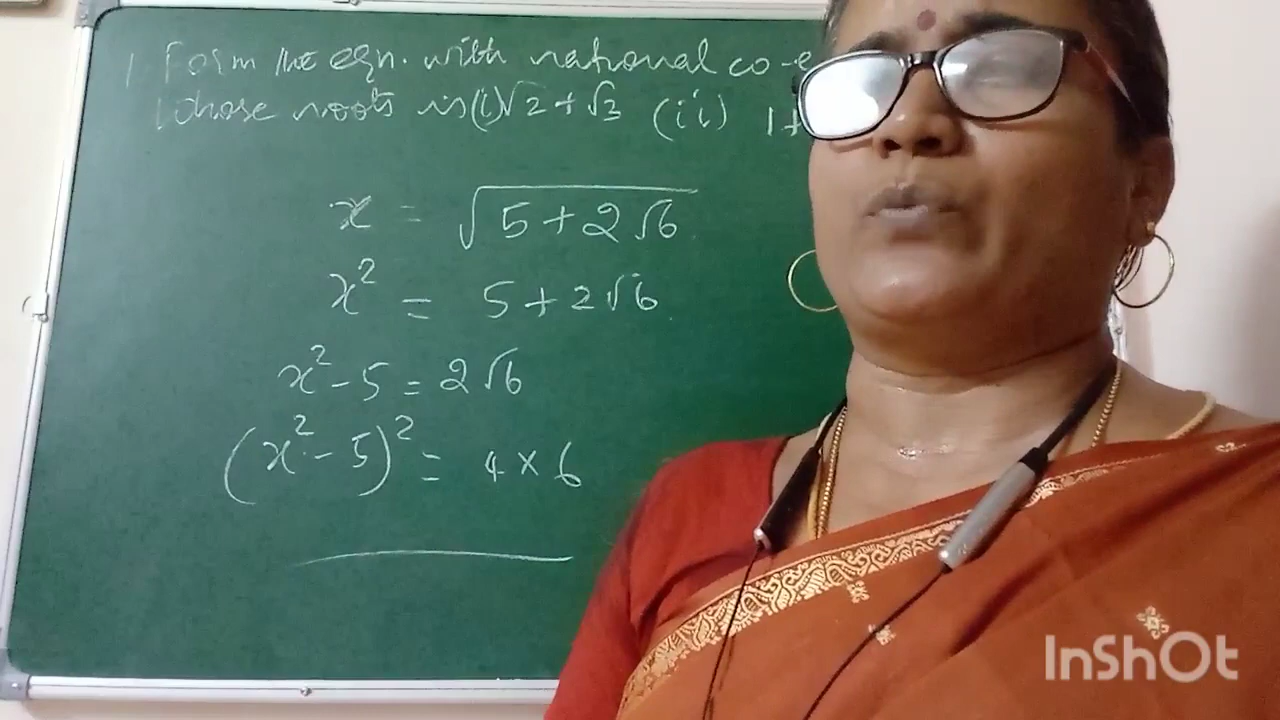 1 Form the eqn. with rational co-e
whose roots is (i) √2 + √3 (ii) 1+
x = √(5 + 2√6)
x² = 5 + 2√6
x² - 5 = 2√6
(x² - 5)² = 4 × 6
InShOt